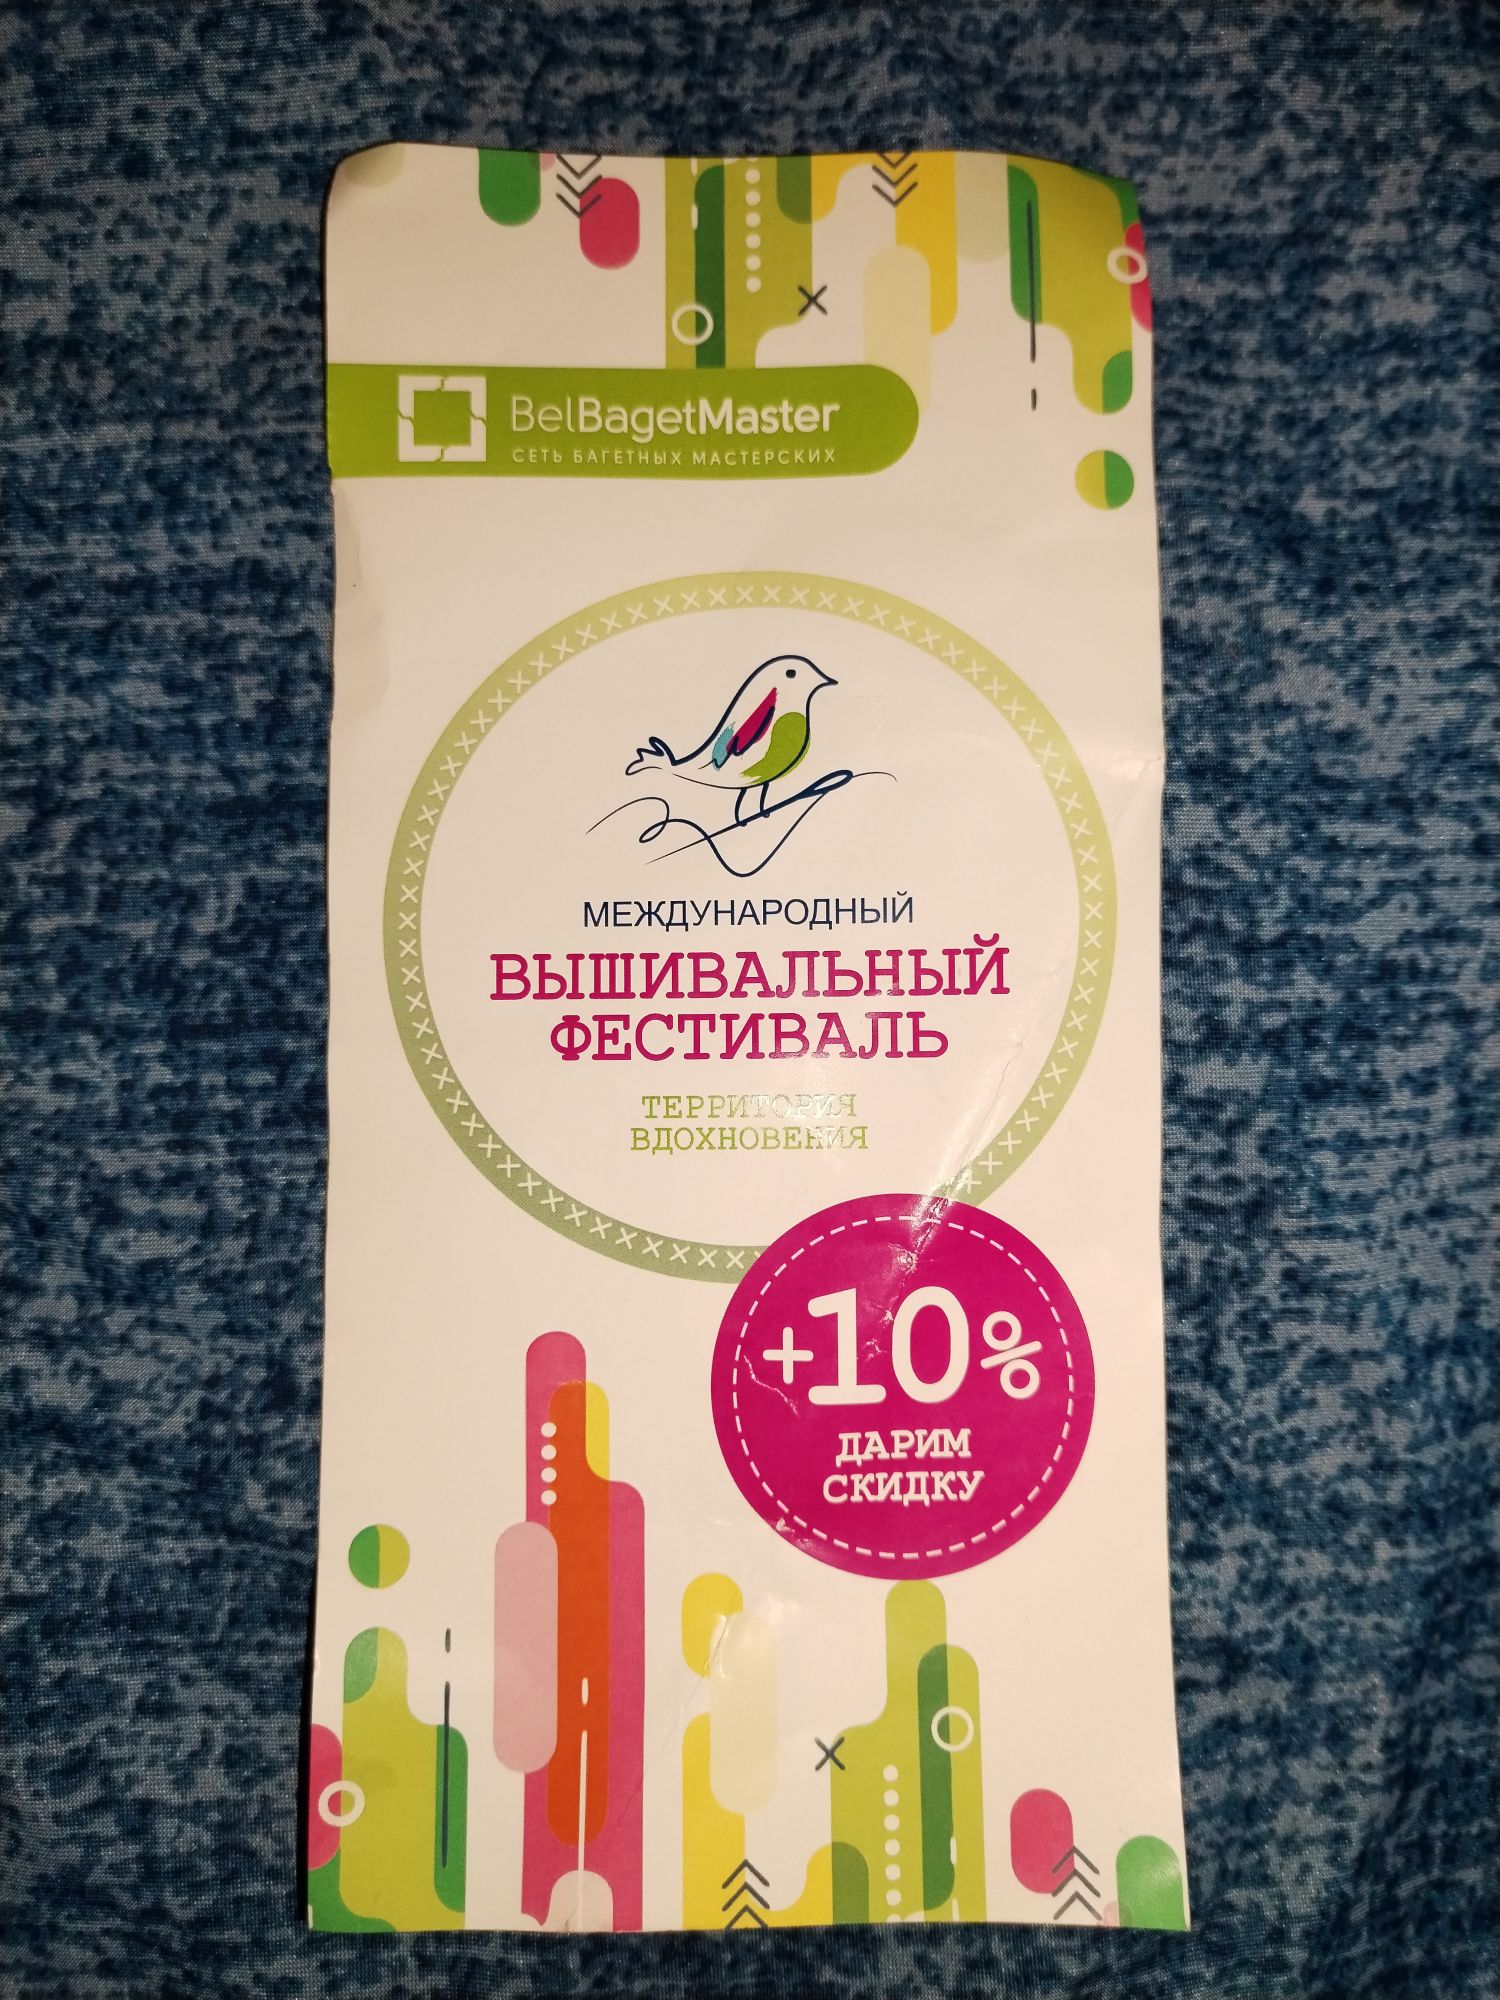 BelBagetMaster
СЕТЬ БАГЕТНЫХ МАСТЕРСКИХ
МЕЖДУНАРОДНЫЙ
ВЫШИВАЛЬНЫЙ
ФЕСТИВАЛЬ
ТЕРРИТОРИЯ
ВДОХНОВЕНИЯ
+10%
ДАРИМ
СКИДКУ